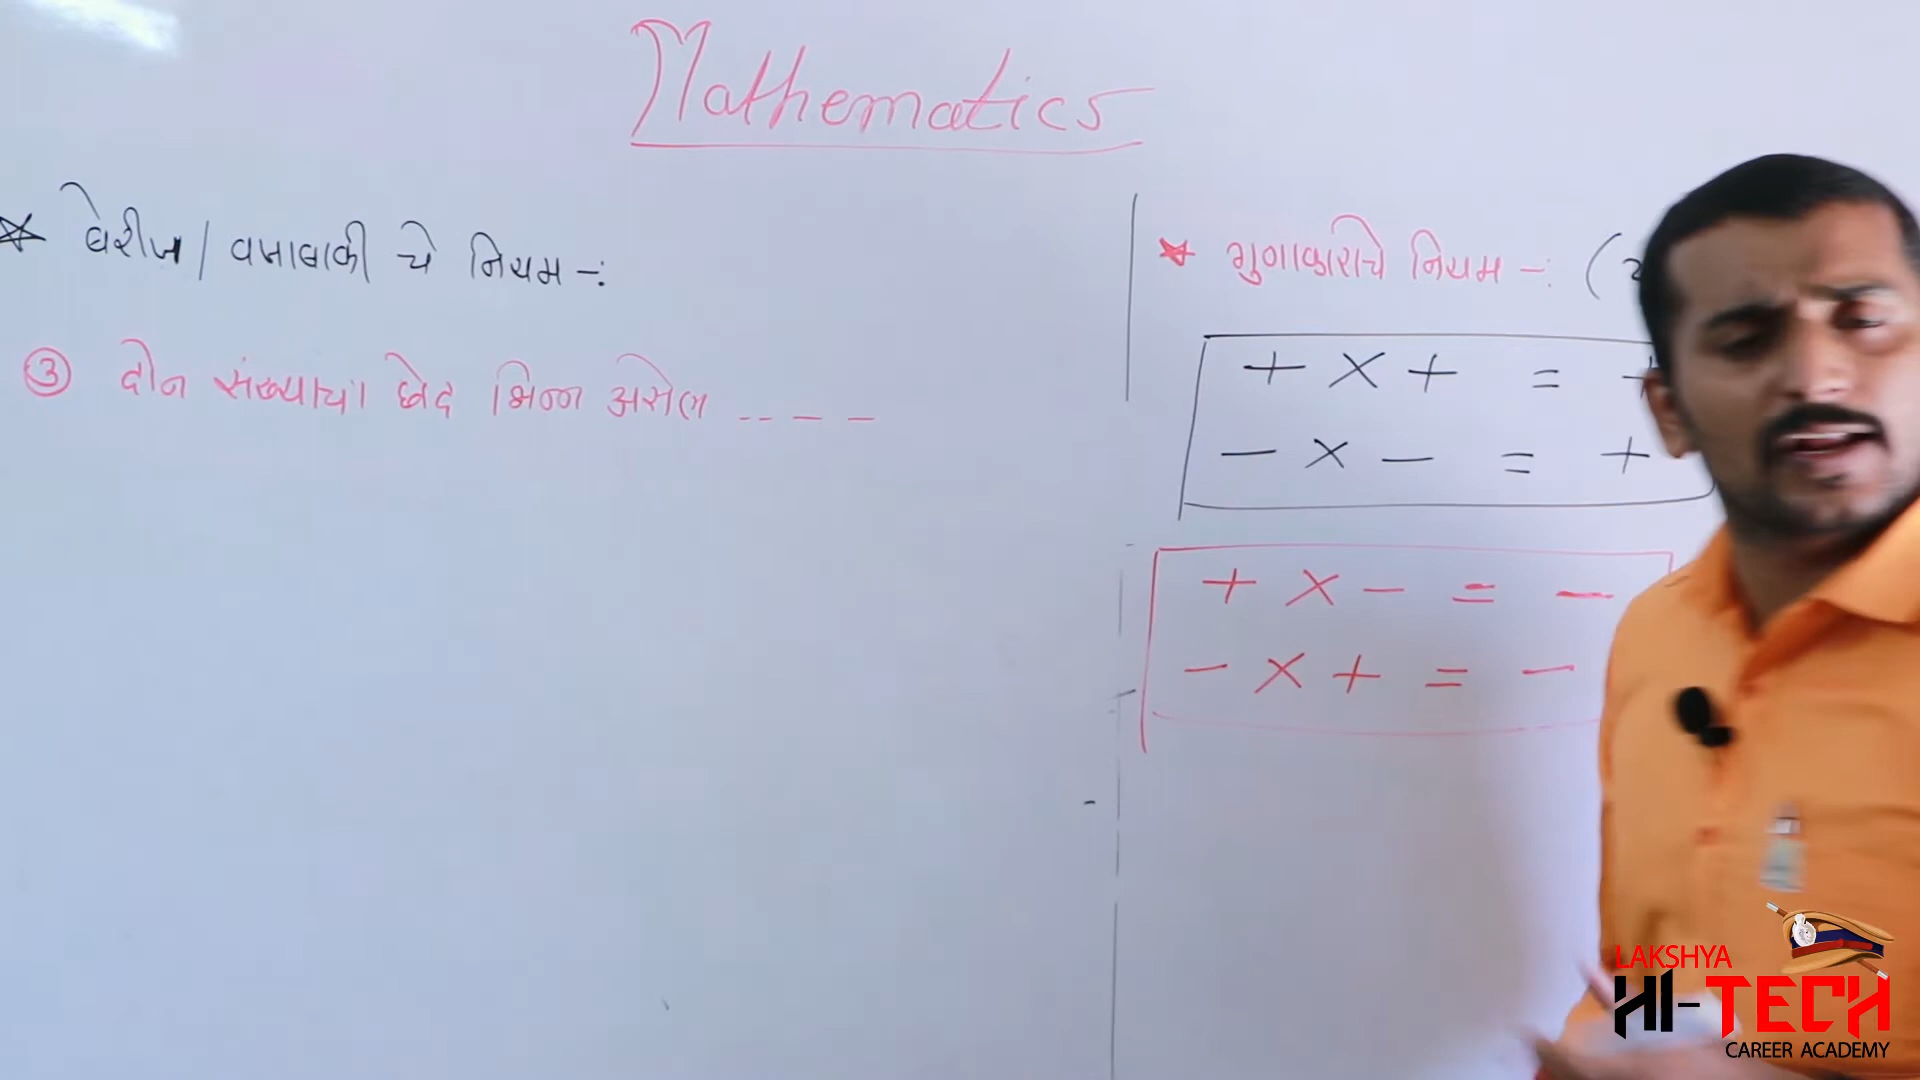 Mathematics
बेरीज / वजाबाकी चे नियम -:
③ दोन संख्याचा छेद भिन्न असेल ----
गुणाकाराचे नियम -: (
+ × + = +
- × - = +
+ × - = -
- × + = -
LAKSHYA
HI-TECH
CAREER ACADEMY